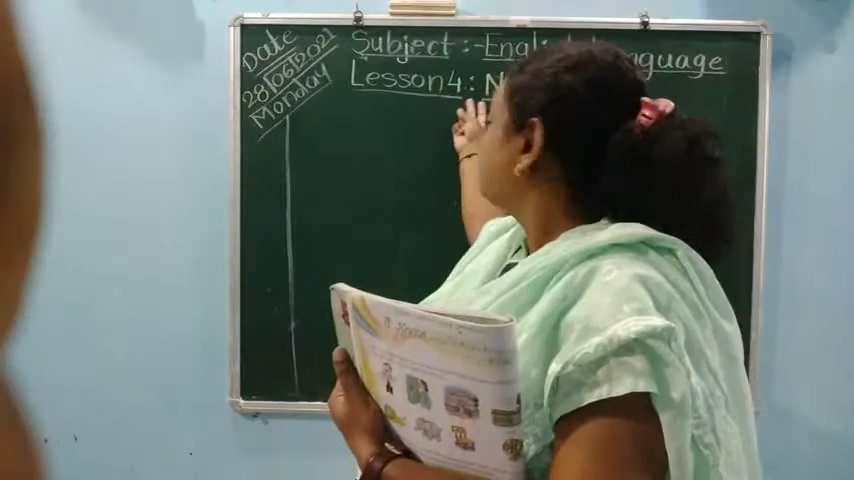 Date
28/06/2021
Monday
Subject : English Language
Lesson 4 : N